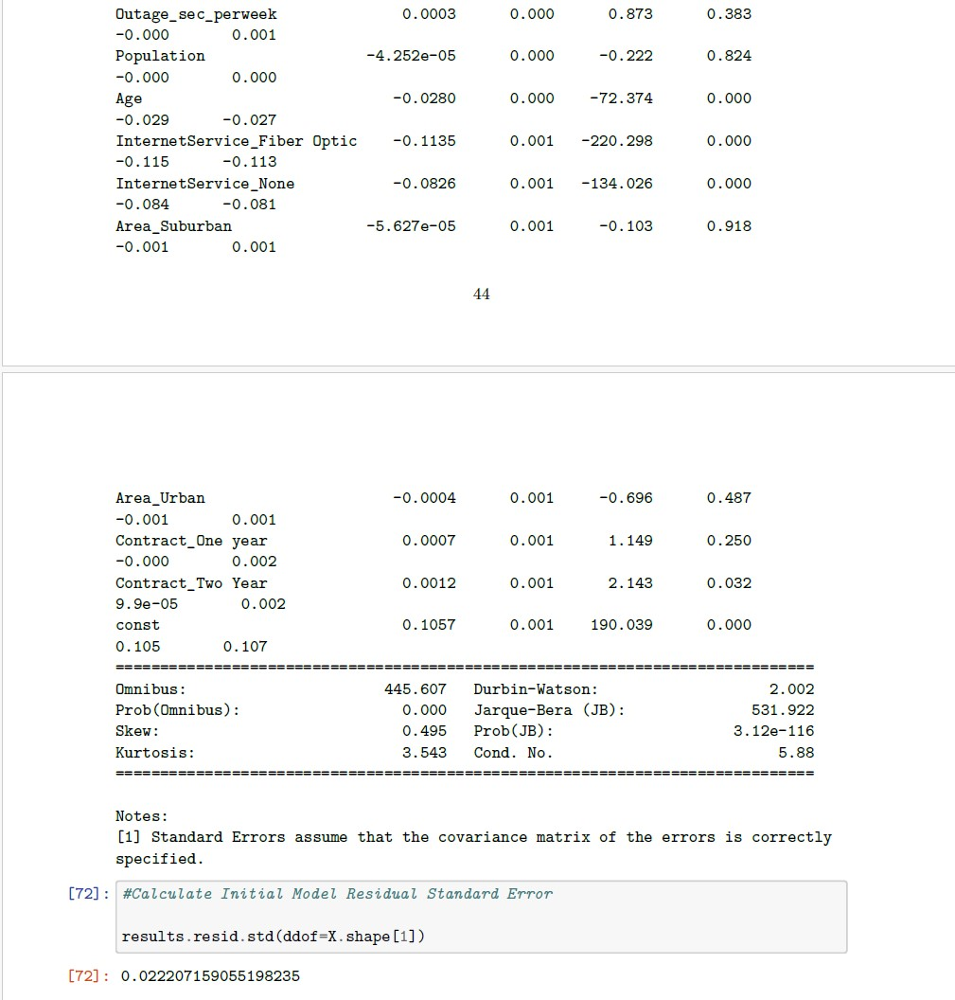 Outage_sec_perweek 0.0003 0.000 0.873 0.383
-0.000 0.001
Population -4.252e-05 0.000 -0.222 0.824
-0.000 0.000
Age -0.0280 0.000 -72.374 0.000
-0.029 -0.027
InternetService_Fiber Optic -0.1135 0.001 -220.298 0.000
-0.115 -0.113
InternetService_None -0.0826 0.001 -134.026 0.000
-0.084 -0.081
Area_Suburban -5.627e-05 0.001 -0.103 0.918
-0.001 0.001
44
Area_Urban -0.0004 0.001 -0.696 0.487
-0.001 0.001
Contract_One year 0.0007 0.001 1.149 0.250
-0.000 0.002
Contract_Two Year 0.0012 0.001 2.143 0.032
9.9e-05 0.002
const 0.1057 0.001 190.039 0.000
0.105 0.107
==============================================================================
Omnibus: 445.607 Durbin-Watson: 2.002
Prob(Omnibus): 0.000 Jarque-Bera (JB): 531.922
Skew: 0.495 Prob(JB): 3.12e-116
Kurtosis: 3.543 Cond. No. 5.88
==============================================================================
Notes:
[1] Standard Errors assume that the covariance matrix of the errors is correctly
specified.
[72]: #Calculate Initial Model Residual Standard Error
results.resid.std(ddof=X.shape[1])
[72]: 0.022207159055198235